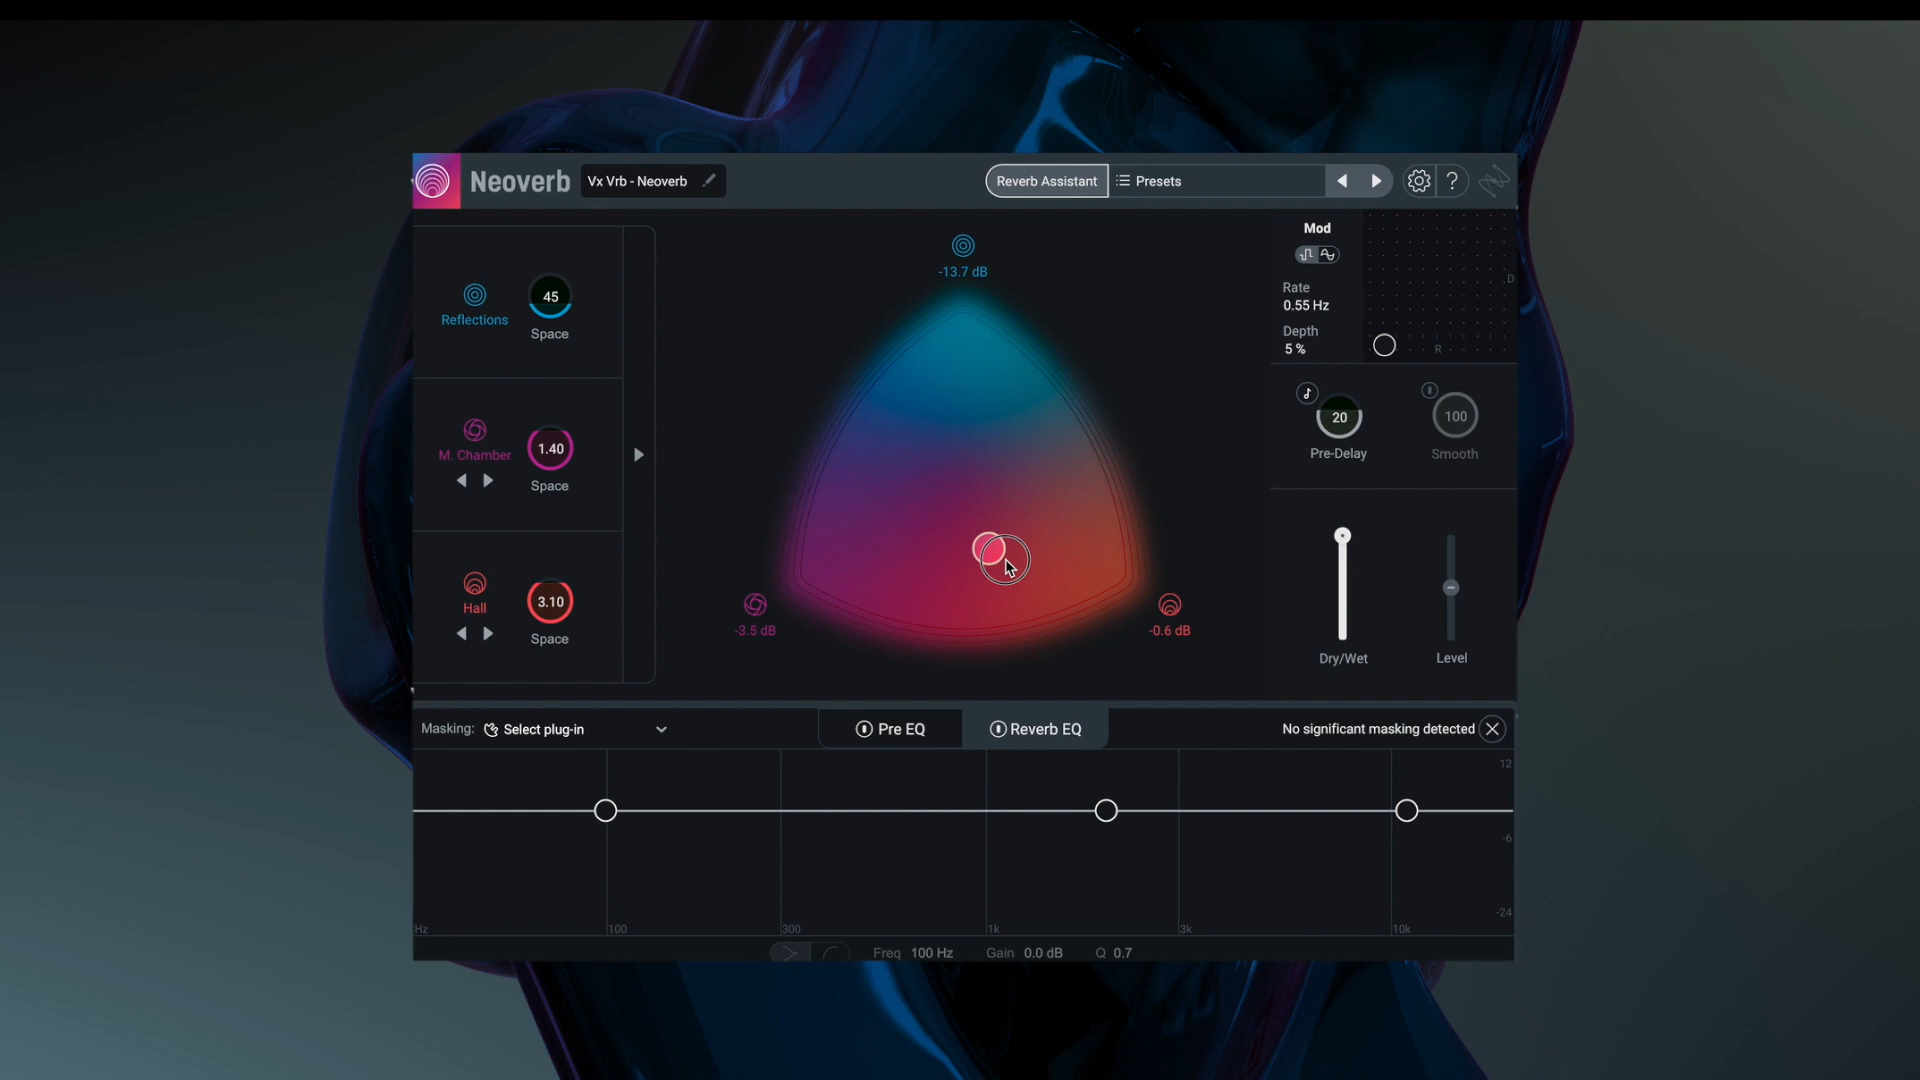 Neoverb
Vx Vrb - Neoverb
Reverb Assistant
Presets
?
Reflections
45
Space
M. Chamber
1.40
Space
Hall
3.10
Space
-13.7 dB
-3.5 dB
-0.6 dB
Mod
Rate
0.55 Hz
Depth
5 %
D
R
20
Pre-Delay
100
Smooth
Dry/Wet
Level
Masking: Select plug-in
Pre EQ
Reverb EQ
No significant masking detected
12
-6
-24
Hz 100 300 1k 3k 10k
Freq 100 Hz Gain 0.0 dB Q 0.7